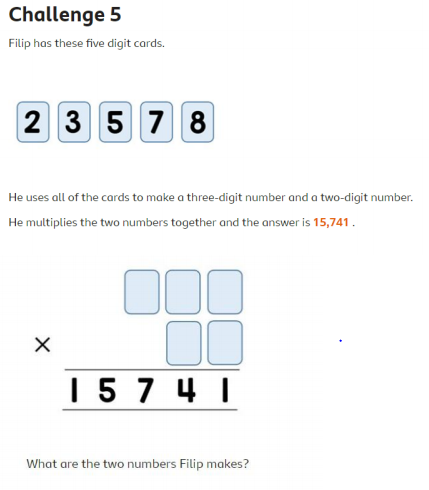 Challenge 5
Filip has these five digit cards.
2 3 5 7 8
He uses all of the cards to make a three-digit number and a two-digit number.
He multiplies the two numbers together and the answer is 15,741 .
×
1 5 7 4 1
What are the two numbers Filip makes?